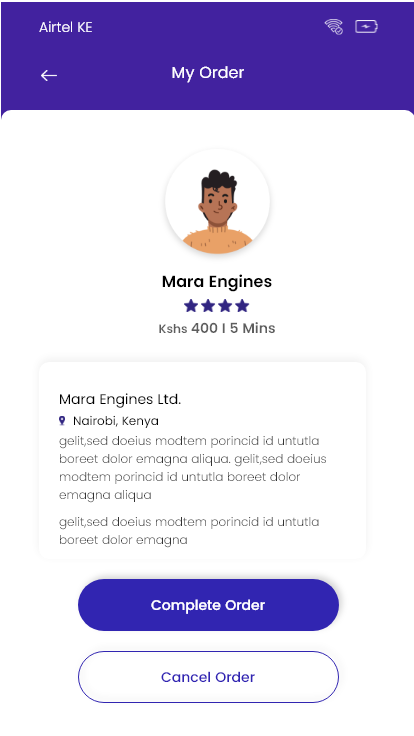 Airtel KE
My Order
Mara Engines
Kshs 400 I 5 Mins
Mara Engines Ltd.
Nairobi, Kenya
gelit,sed doeius modtem porincid id untutla
boreet dolor emagna aliqua. gelit,sed doeius
modtem porincid id untutla boreet dolor
emagna aliqua
gelit,sed doeius modtem porincid id untutla
boreet dolor emagna
Complete Order
Cancel Order